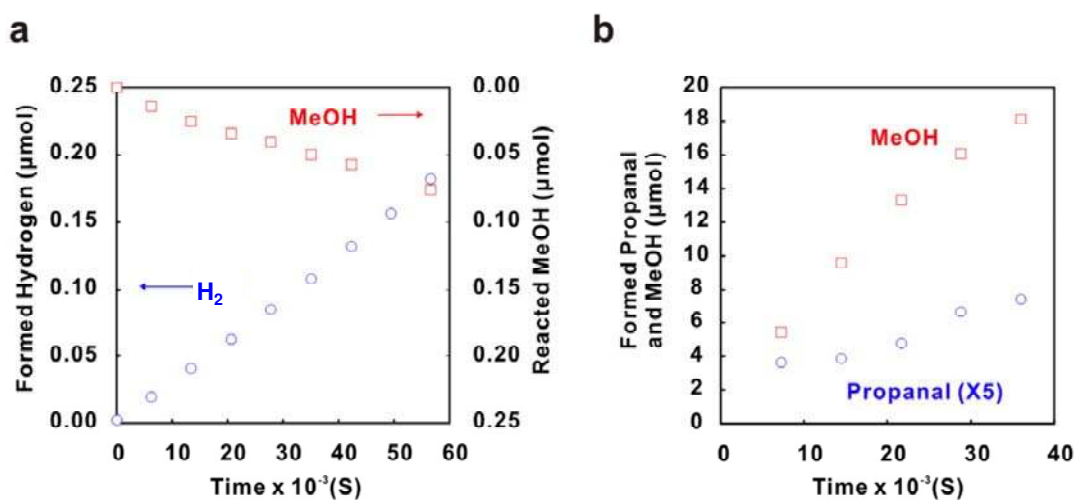 a
Formed Hydrogen (μmol)
0.25
0.20
0.15
0.10
0.05
0.00
MeOH
H2
0.00
0.05
0.10
0.15
0.20
0.25
Reacted MeOH (μmol)
0 10 20 30 40 50 60
Time x 10-3(S)
b
Formed Propanal
and MeOH (μmol)
20
18
16
14
12
10
8
6
4
2
0
MeOH
Propanal (X5)
0 10 20 30 40
Time x 10-3(S)